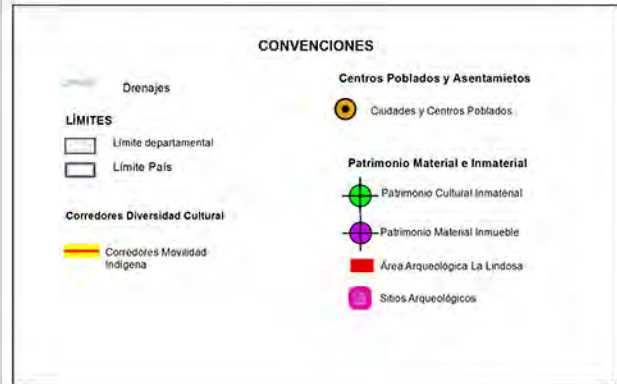 CONVENCIONES
Drenajes
LÍMITES
Límite departamental
Límite País
Corredores Diversidad Cultural
Corredores Movilidad
Indígena
Centros Poblados y Asentamietos
Ciudades y Centros Poblados
Patrimonio Material e Inmaterial
Patrimonio Cultural Inmaterial
Patrimonio Material Inmueble
Área Arqueológica La Lindosa
Sitios Arqueológicos